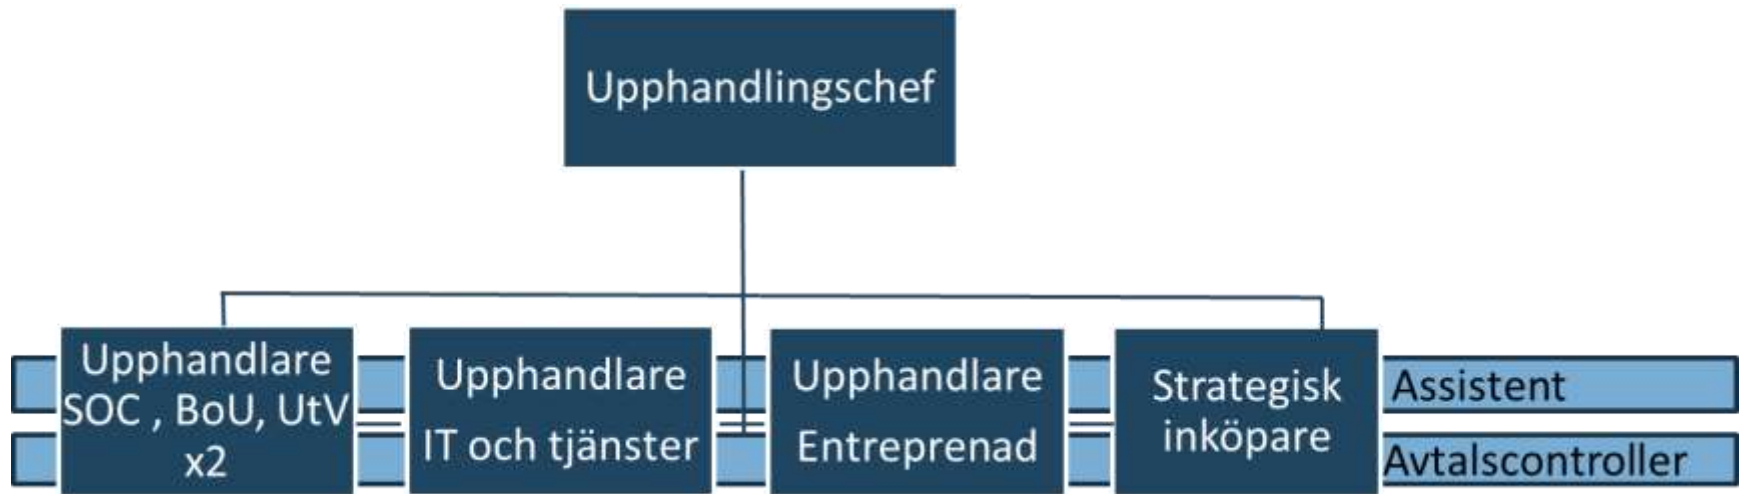 Upphandlingschef
Upphandlare
SOC , BoU, UtV
x2
Upphandlare
IT och tjänster
Upphandlare
Entreprenad
Strategisk
inköpare
Assistent
Avtalscontroller